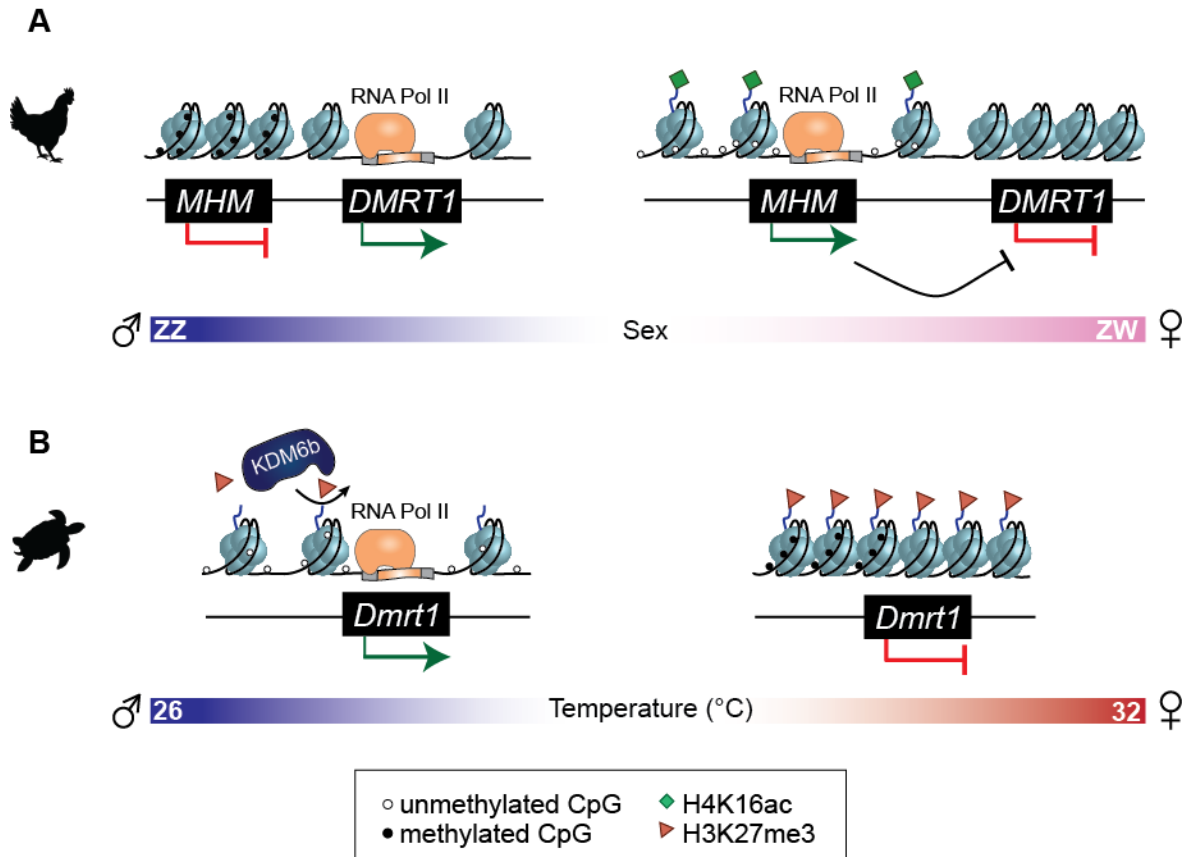 A
RNA Pol II
RNA Pol II
MHM
DMRT1
MHM
DMRT1
♂ ZZ
Sex
ZW ♀
B
KDM6b
RNA Pol II
Dmrt1
Dmrt1
♂ 26
Temperature (°C)
32 ♀
unmethylated CpG
H4K16ac
methylated CpG
H3K27me3